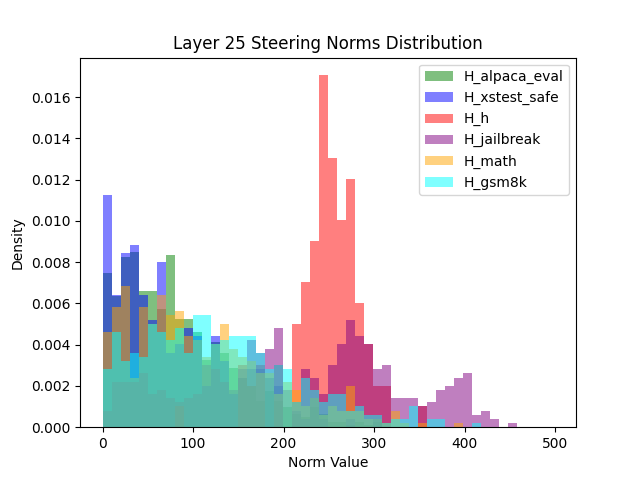 Layer 25 Steering Norms Distribution
H_alpaca_eval
H_xstest_safe
H_h
H_jailbreak
H_math
H_gsm8k
0.016
0.014
0.012
0.010
0.008
0.006
0.004
0.002
0.000
Density
0 100 200 300 400 500
Norm Value